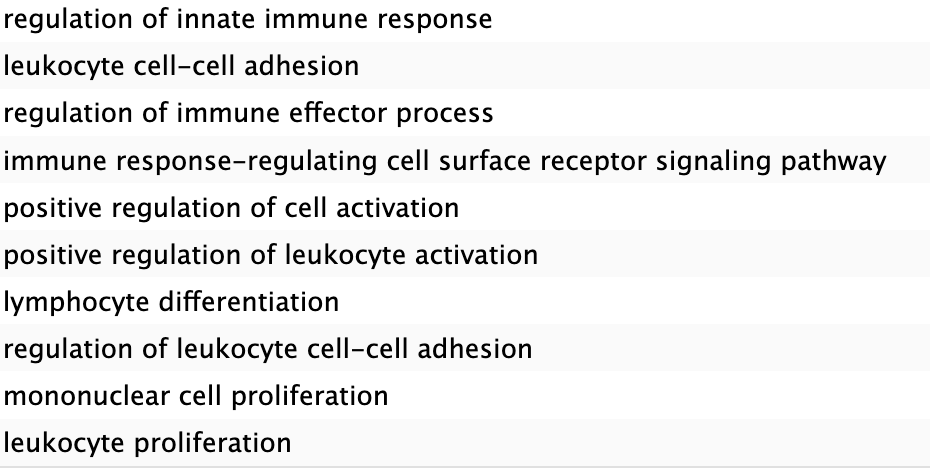 regulation of innate immune response
leukocyte cell-cell adhesion
regulation of immune effector process
immune response-regulating cell surface receptor signaling pathway
positive regulation of cell activation
positive regulation of leukocyte activation
lymphocyte differentiation
regulation of leukocyte cell-cell adhesion
mononuclear cell proliferation
leukocyte proliferation